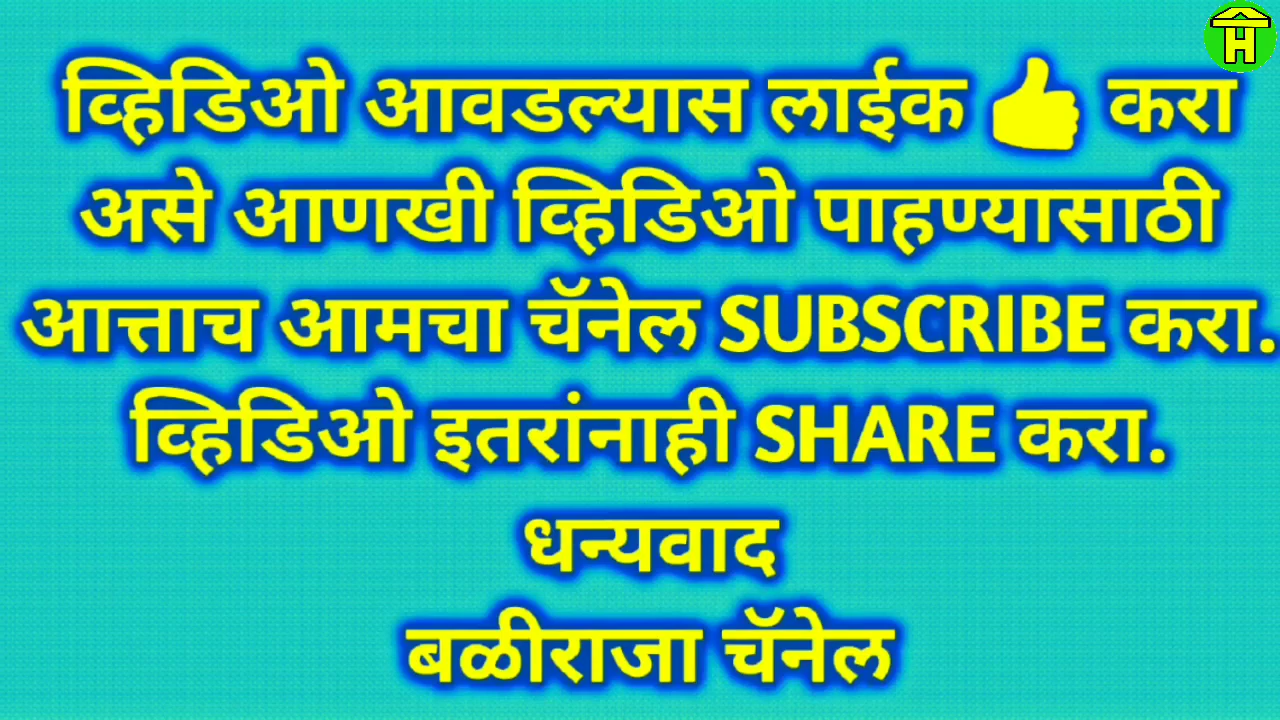 व्हिडिओ आवडल्यास लाईक 👍 करा
असे आणखी व्हिडिओ पाहण्यासाठी
आत्ताच आमचा चॅनेल SUBSCRIBE करा.
व्हिडिओ इतरांनाही SHARE करा.
धन्यवाद
बळीराजा चॅनेल
H